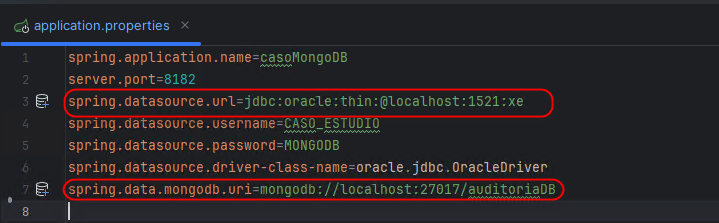 application.properties
1 spring.application.name=casoMongoDB
2 server.port=8182
3 spring.datasource.url=jdbc:oracle:thin:@localhost:1521:xe
4 spring.datasource.username=CASO_ESTUDIO
5 spring.datasource.password=MONGODB
6 spring.datasource.driver-class-name=oracle.jdbc.OracleDriver
7 spring.data.mongodb.uri=mongodb://localhost:27017/auditoriaDB
8